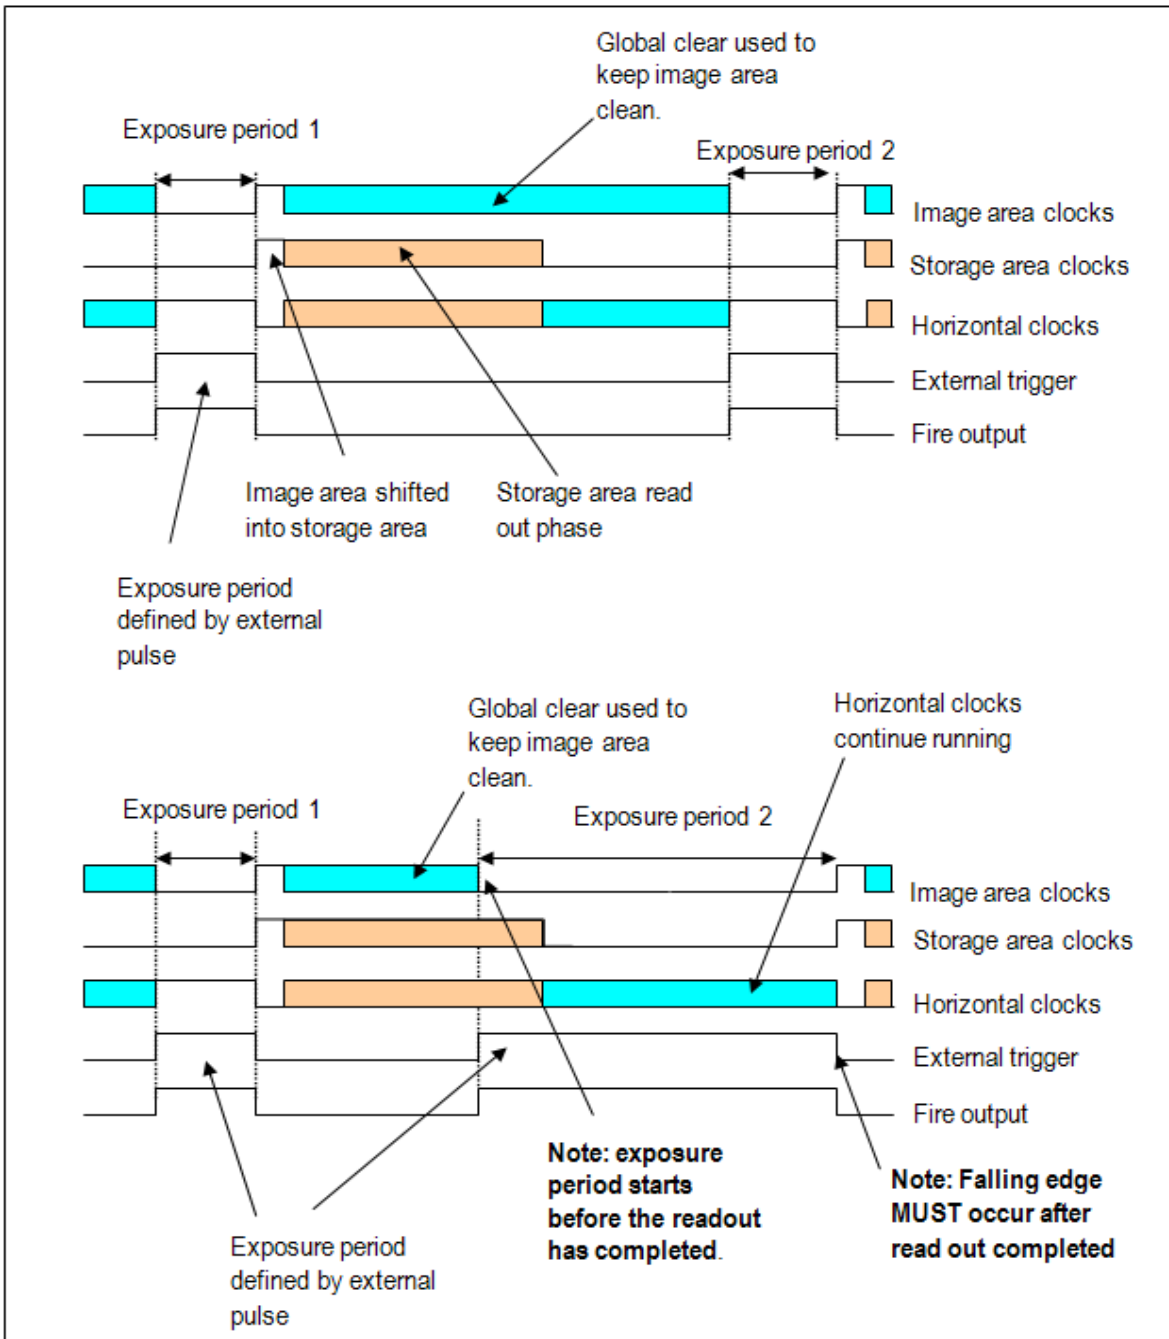 Global clear used to
keep image area
clean.
Exposure period 1
Exposure period 2
Image area clocks
Storage area clocks
Horizontal clocks
External trigger
Fire output
Image area shifted
into storage area
Storage area read
out phase
Exposure period
defined by external
pulse
Global clear used to
keep image area
clean.
Horizontal clocks
continue running
Exposure period 1
Exposure period 2
Image area clocks
Storage area clocks
Horizontal clocks
External trigger
Fire output
Note: exposure
period starts
before the readout
has completed.
Note: Falling edge
MUST occur after
read out completed
Exposure period
defined by external
pulse